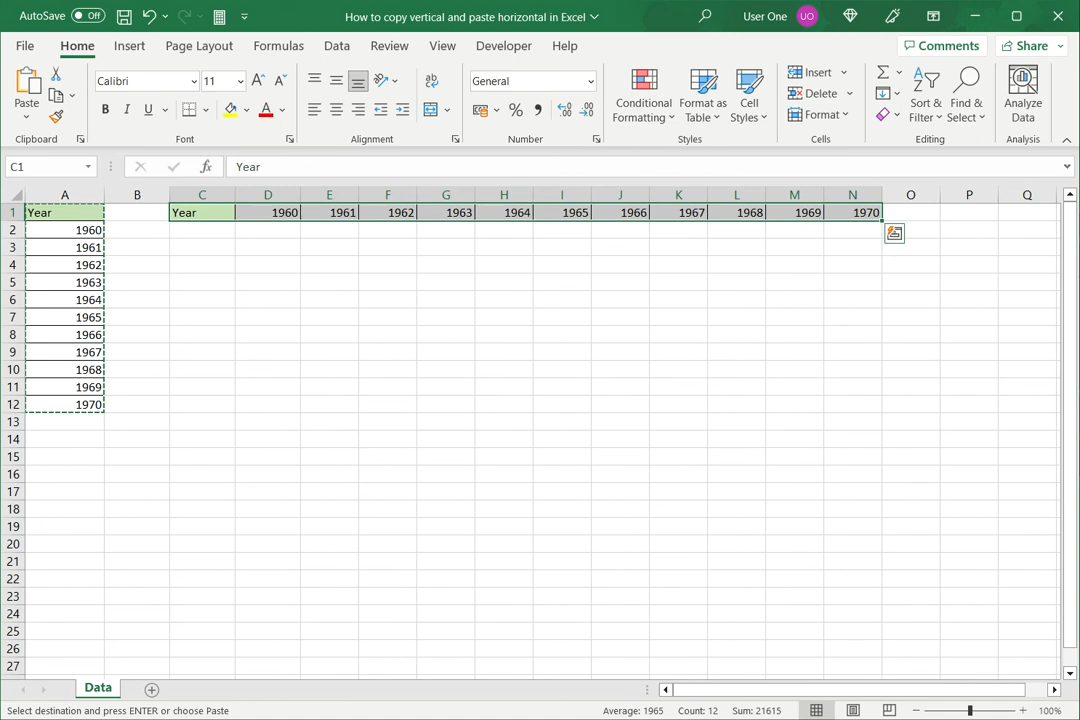 AutoSave Off How to copy vertical and paste horizontal in Excel User One UO
File Home Insert Page Layout Formulas Data Review View Developer Help Comments Share
Paste
Clipboard
Calibri 11
B I U A
Font
ab
Alignment
General
% 9 .0 .00
Number
Conditional Formatting
Format as Table
Cell Styles
Styles
Insert
Delete
Format
Cells
Sort & Filter
Find & Select
Editing
Analyze Data
Analysis
C1 fx Year
A B C D E F G H I J K L M N O P Q
1 Year Year 1960 1961 1962 1963 1964 1965 1966 1967 1968 1969 1970
2 1960
3 1961
4 1962
5 1963
6 1964
7 1965
8 1966
9 1967
10 1968
11 1969
12 1970
13
14
15
16
17
18
19
20
21
22
23
24
25
26
27
Data
Select destination and press ENTER or choose Paste Average: 1965 Count: 12 Sum: 21615 100%